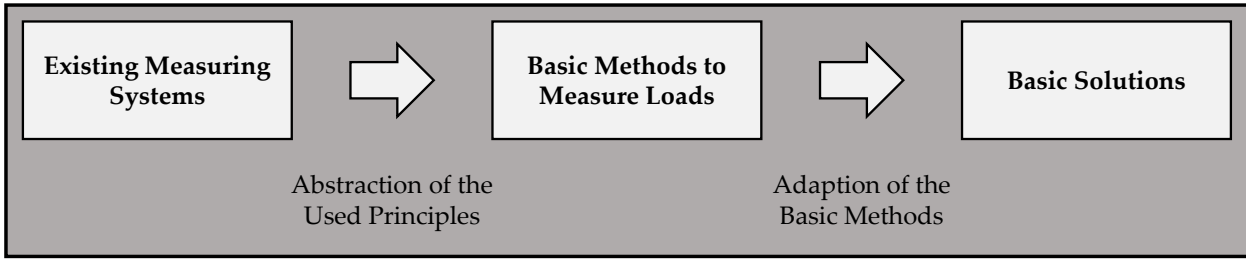 Existing Measuring
Systems
Basic Methods to
Measure Loads
Basic Solutions
Abstraction of the
Used Principles
Adaption of the
Basic Methods